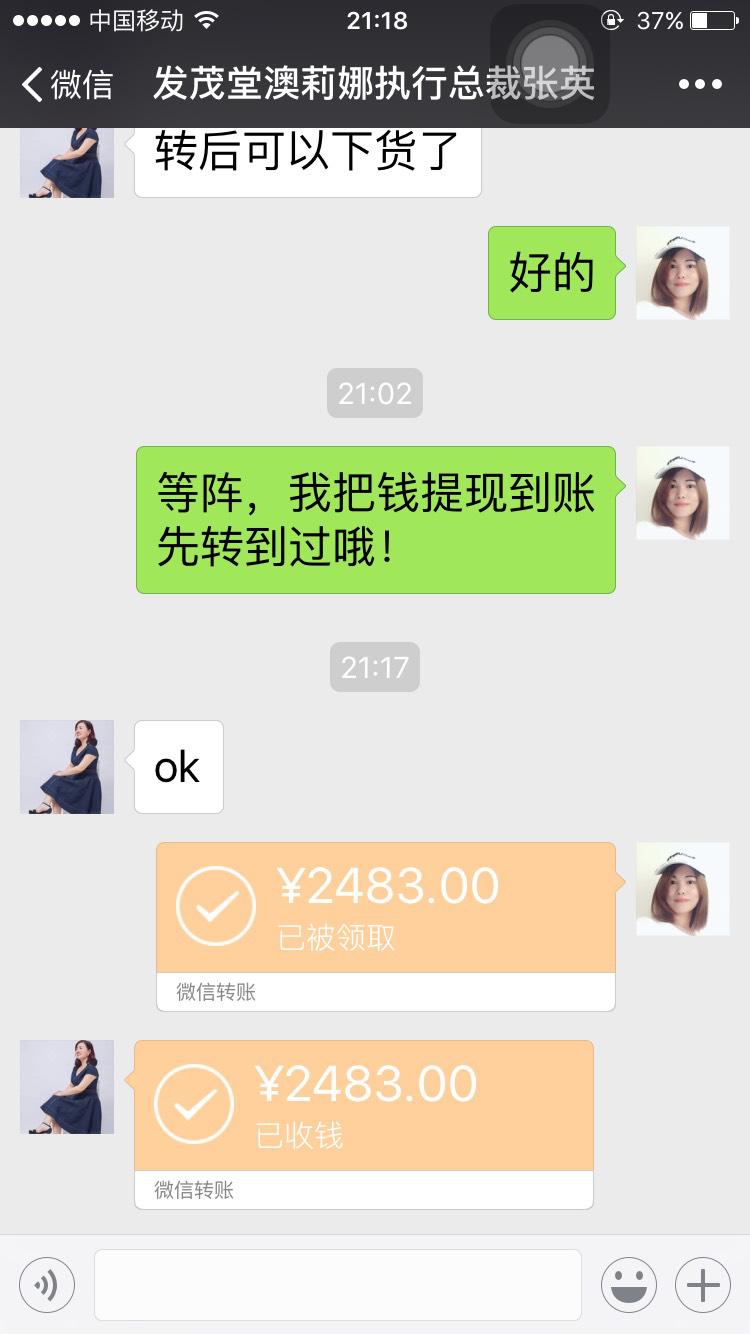 中国移动 21:18 37%
微信 发茂堂澳莉娜执行总裁张英
转后可以下货了
好的
21:02
等阵，我把钱提现到账
先转到过哦！
21:17
ok
¥2483.00
已被领取
微信转账
¥2483.00
已收钱
微信转账